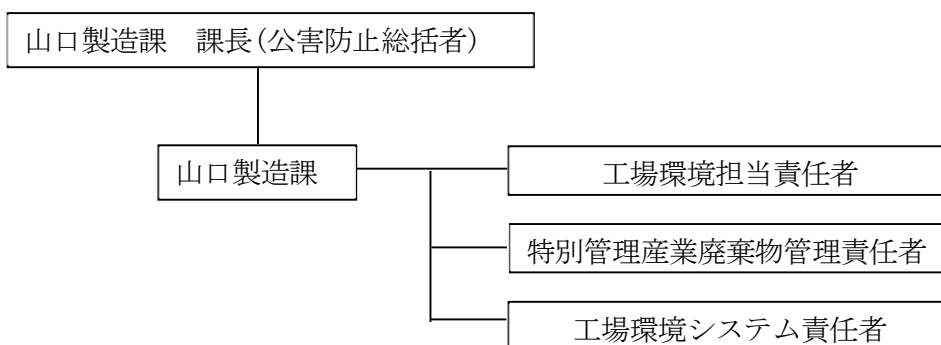 山口製造課　課長(公害防止総括者)
山口製造課
工場環境担当責任者
特別管理産業廃棄物管理責任者
工場環境システム責任者